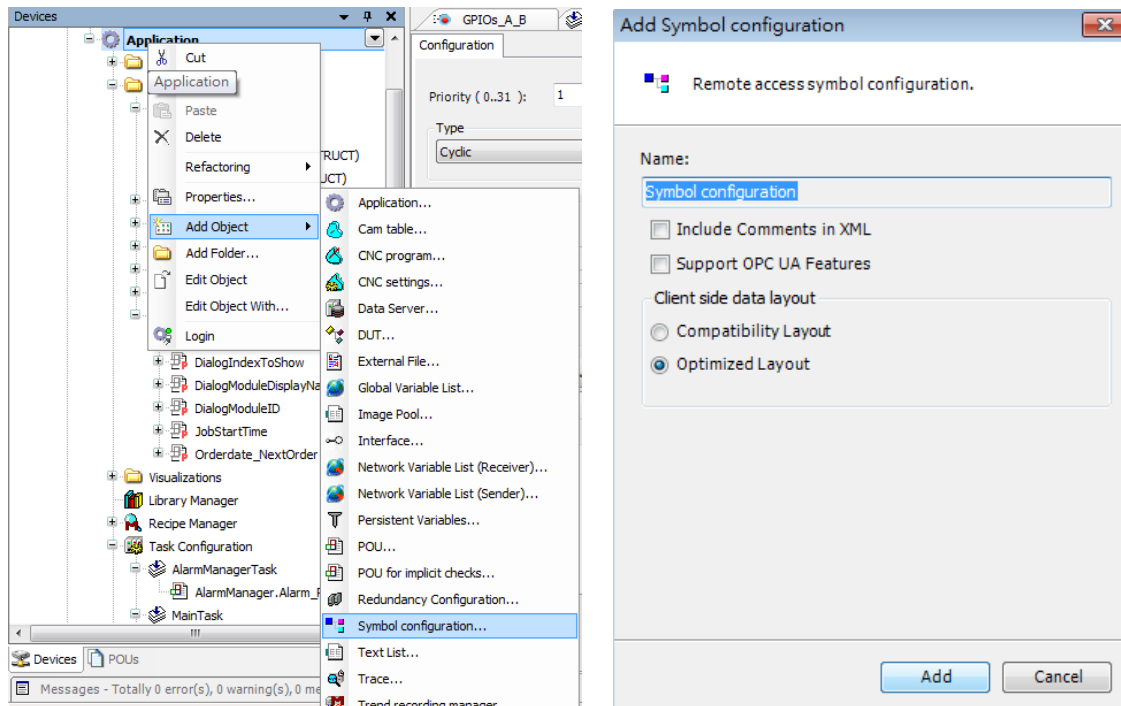 Devices
Application
Cut
Application
Paste
Delete
Refactoring
Properties...
Add Object
Add Folder...
Edit Object
Edit Object With...
Login
RUCT)
JCT)
DialogIndexToShow
DialogModuleDisplayNa
DialogModuleID
JobStartTime
Orderdate_NextOrder
Visualizations
Library Manager
Recipe Manager
Task Configuration
AlarmManagerTask
AlarmManager.Alarm_P
MainTask
Devices
POUs
Messages - Totally 0 error(s), 0 warning(s), 0 me
GPIOs_A_B
Configuration
Priority ( 0..31 ):
1
Type
Cyclic
Application...
Cam table...
CNC program...
CNC settings...
Data Server...
DUT...
External File...
Global Variable List...
Image Pool...
Interface...
Network Variable List (Receiver)...
Network Variable List (Sender)...
Persistent Variables...
POU...
POU for implicit checks...
Redundancy Configuration...
Symbol configuration...
Text List...
Trace...
Trend recording manager
Add Symbol configuration
Remote access symbol configuration.
Name:
Symbol configuration
Include Comments in XML
Support OPC UA Features
Client side data layout
Compatibility Layout
Optimized Layout
Add
Cancel